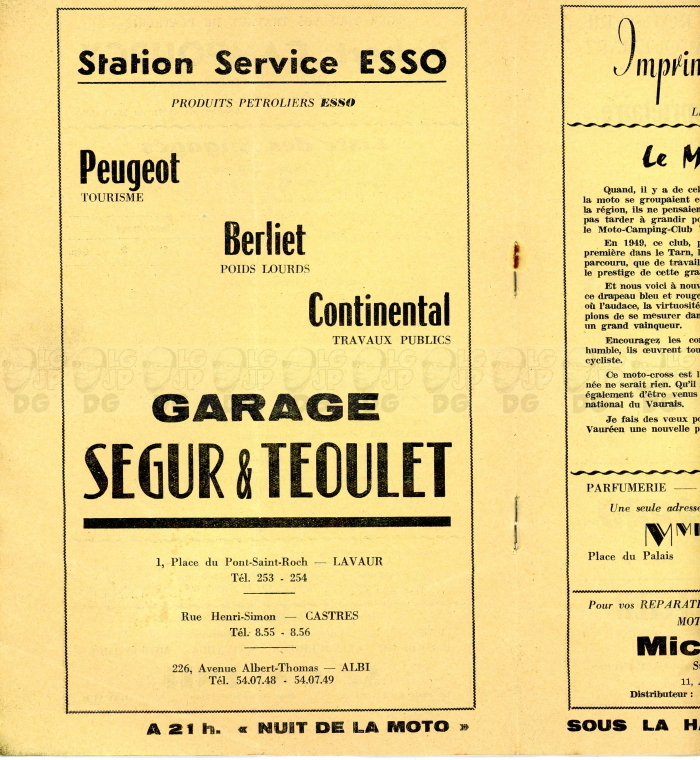 Station Service ESSO
PRODUITS PETROLIERS ESSO
Peugeot
TOURISME
Berliet
POIDS LOURDS
Continental
TRAVAUX PUBLICS
GARAGE
SEGUR & TEOULET
1, Place du Pont-Saint-Roch — LAVAUR
Tél. 253 - 254
Rue Henri-Simon — CASTRES
Tél. 8.55 - 8.56
226, Avenue Albert-Thomas — ALBI
Tél. 54.07.48 - 54.07.49
A 21 h. « NUIT DE LA MOTO »
Imprim
Le M
Quand, il y a de cel
la moto se groupaient e
la région, ils ne pensaien
pas tarder à grandir po
le Moto-Camping-Club
En 1949, ce club,
première dans le Tarn,
parcouru, que de travail
le prestige de cette gra
Et nous voici à nouv
ce drapeau bleu et rouge
où l'audace, la virtuosité
pions de se mesurer dan
un grand vainqueur.
Encouragez les co
humble, ils œuvrent tou
cycliste.
Ce moto-cross est l
née ne serait rien. Qu'il
également d'être venus
national du Vaurais.
Je fais des vœux po
Vauréen une nouvelle p
PARFUMERIE —
Une seule adresse
Place du Palais
Pour vos REPARATI
MOT
Mic
11,
Distributeur :
SOUS LA HA